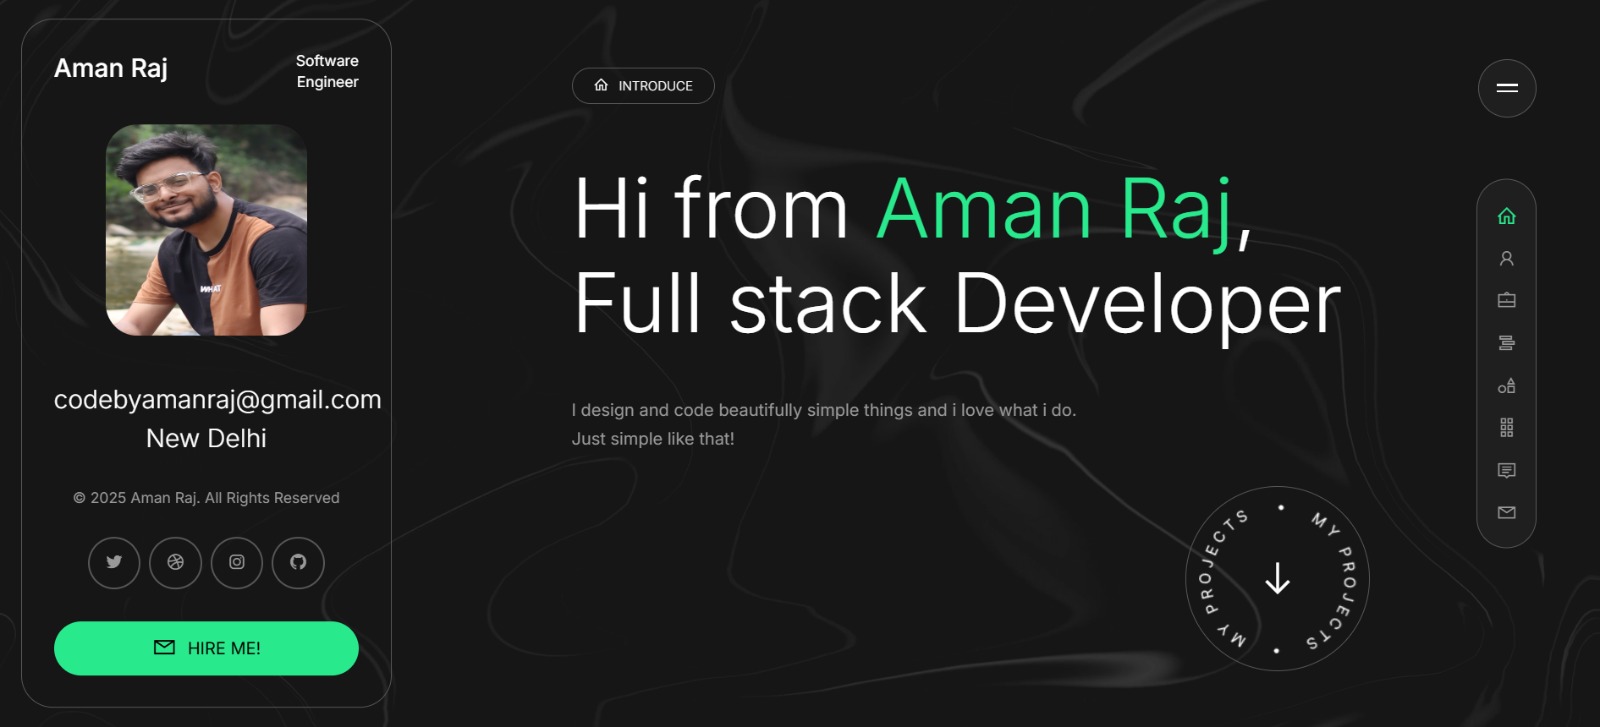 Aman Raj
Software
Engineer
WHAT
codebyamanraj@gmail.com
New Delhi
© 2025 Aman Raj. All Rights Reserved
HIRE ME!
INTRODUCE
Hi from Aman Raj,
Full stack Developer
I design and code beautifully simple things and i love what i do.
Just simple like that!
MY PROJECTS • MY PROJECTS •